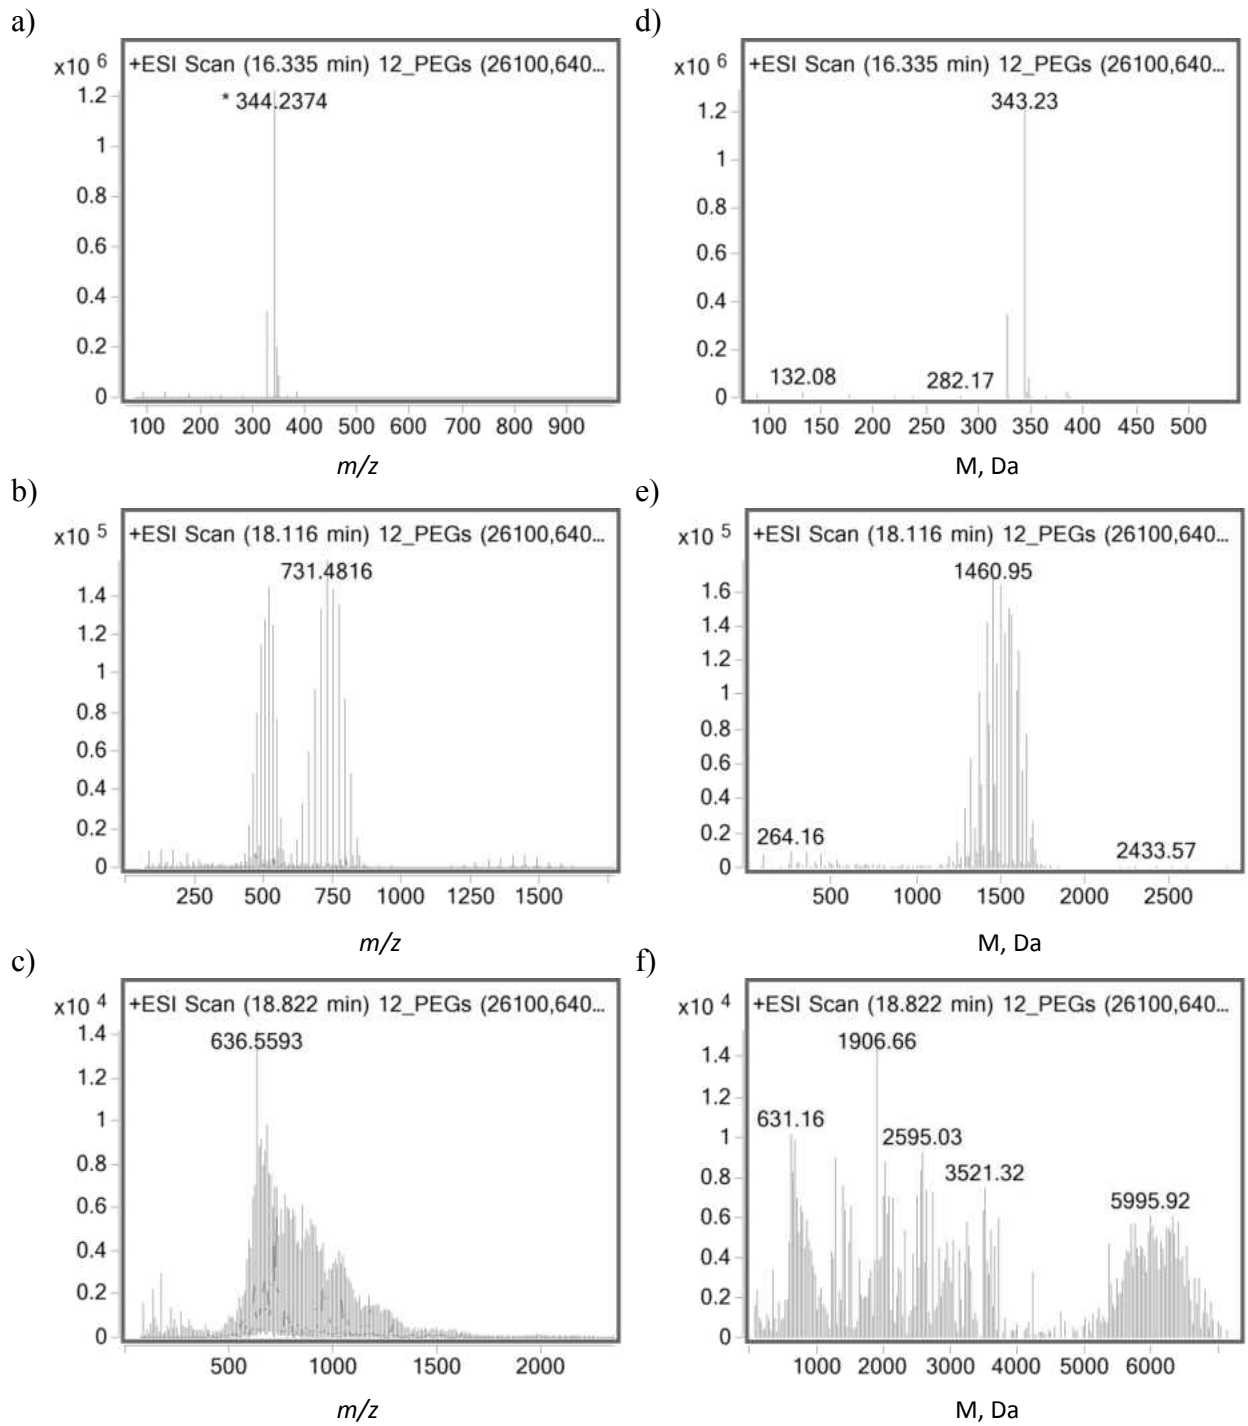 a)
x10 6
+ESI Scan (16.335 min) 12_PEGs (26100,640...
* 344.2374
1.2
1
0.8
0.6
0.4
0.2
0
100 200 300 400 500 600 700 800 900
m/z
d)
x10 6
+ESI Scan (16.335 min) 12_PEGs (26100,640...
343.23
1.2
1
0.8
0.6
0.4
0.2
0
132.08
282.17
100 150 200 250 300 350 400 450 500
M, Da
b)
x10 5
+ESI Scan (18.116 min) 12_PEGs (26100,640...
731.4816
1.4
1.2
1
0.8
0.6
0.4
0.2
0
250 500 750 1000 1250 1500
m/z
e)
x10 5
+ESI Scan (18.116 min) 12_PEGs (26100,640...
1460.95
1.6
1.4
1.2
1
0.8
0.6
0.4
0.2
0
264.16
2433.57
500 1000 1500 2000 2500
M, Da
c)
x10 4
+ESI Scan (18.822 min) 12_PEGs (26100,640...
636.5593
1.4
1.2
1
0.8
0.6
0.4
0.2
0
500 1000 1500 2000
m/z
f)
x10 4
+ESI Scan (18.822 min) 12_PEGs (26100,640...
1906.66
1.4
1.2
1
0.8
0.6
0.4
0.2
0
631.16
2595.03
3521.32
5995.92
1000 2000 3000 4000 5000 6000
M, Da